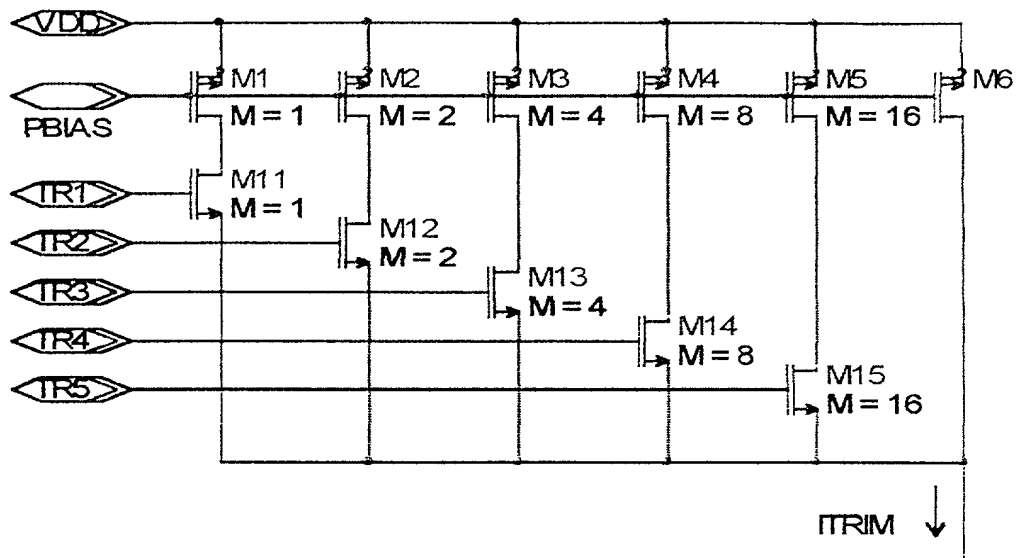 VDD
M1 M2 M3 M4 M5 M6
PBIAS M=1 M=2 M=4 M=8 M=16
TR1 M11
M=1
TR2 M12
M=2
TR3 M13
M=4
TR4 M14
M=8
TR5 M15
M=16
ITRIM